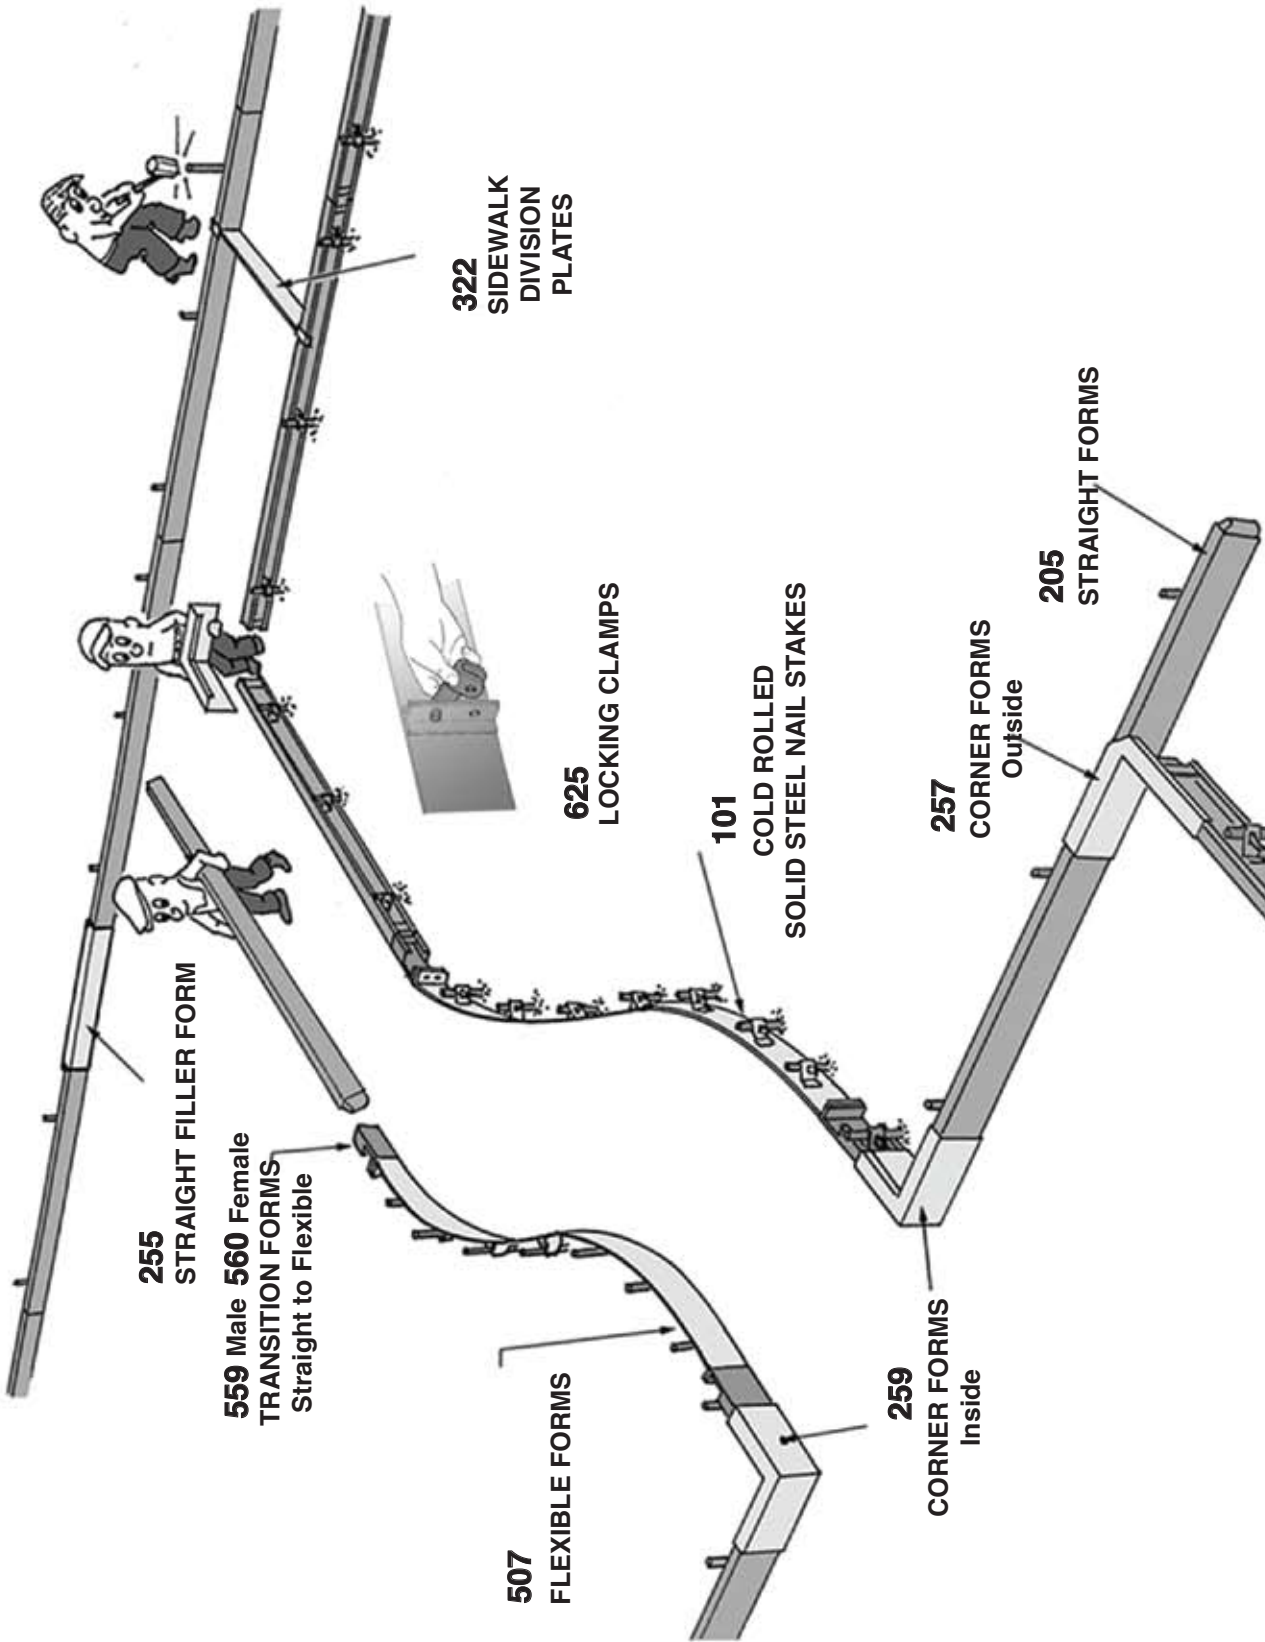 255
STRAIGHT FILLER FORM
559 Male 560 Female
TRANSITION FORMS
Straight to Flexible
507
FLEXIBLE FORMS
322
SIDEWALK
DIVISION
PLATES
625
LOCKING CLAMPS
101
COLD ROLLED
SOLID STEEL NAIL STAKES
259
CORNER FORMS
Inside
257
CORNER FORMS
Outside
205
STRAIGHT FORMS